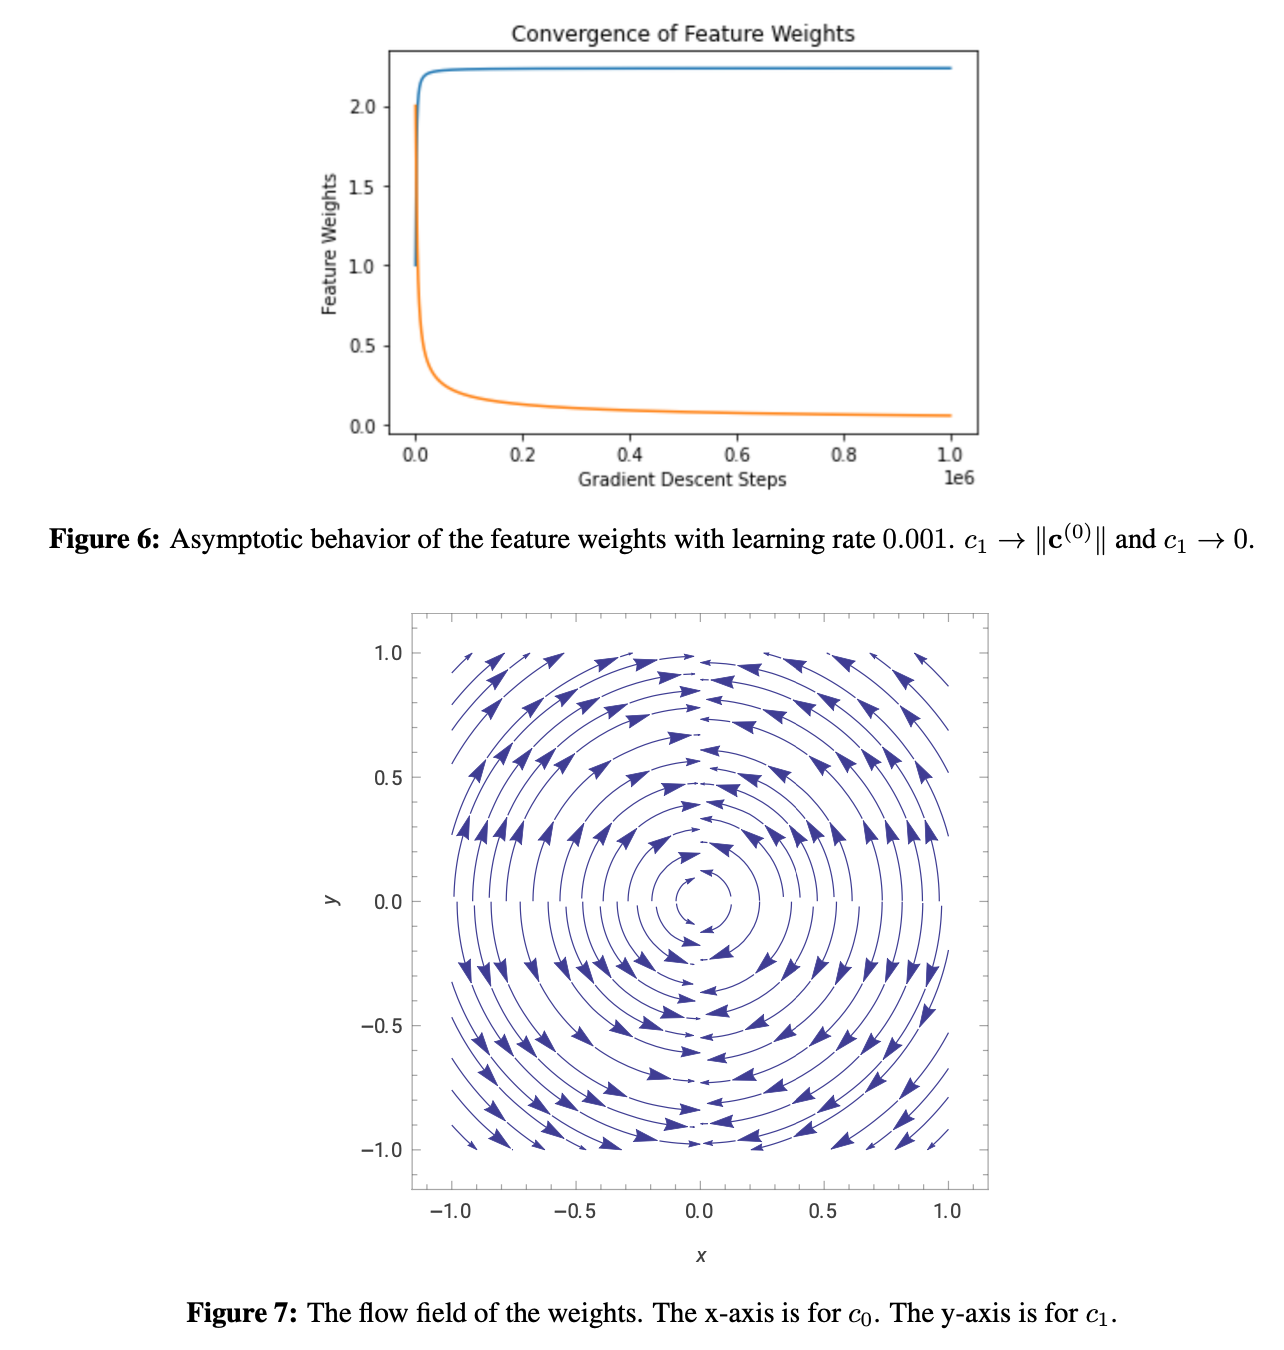 Convergence of Feature Weights
Feature Weights
2.0
1.5
1.0
0.5
0.0
0.0 0.2 0.4 0.6 0.8 1.0
1e6
Gradient Descent Steps
Figure 6: Asymptotic behavior of the feature weights with learning rate 0.001. c₁ → ‖c⁽⁰⁾‖ and c₁ → 0.
1.0
0.5
y
0.0
−0.5
−1.0
−1.0 −0.5 0.0 0.5 1.0
x
Figure 7: The flow field of the weights. The x-axis is for c₀. The y-axis is for c₁.